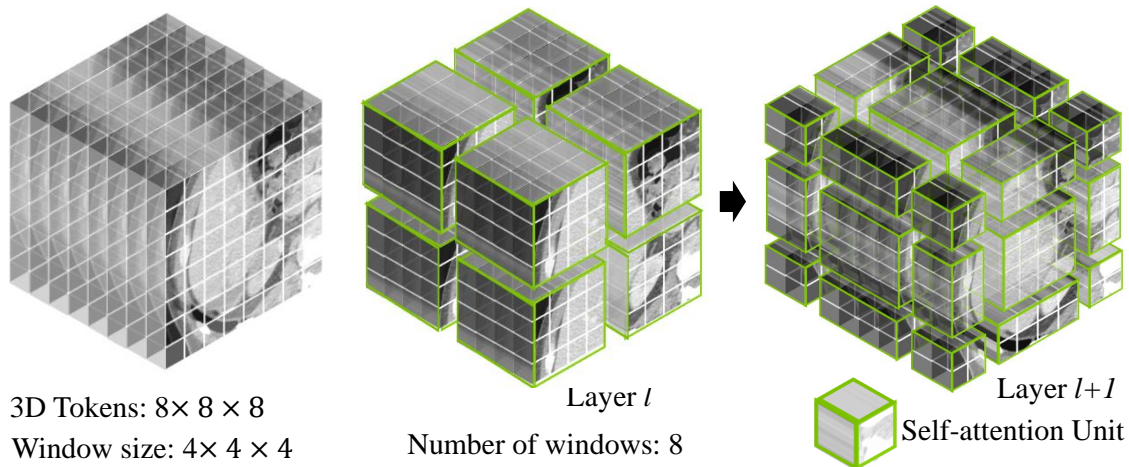 3D Tokens: 8× 8 × 8
Window size: 4× 4 × 4
Layer l
Number of windows: 8
Layer l+1
Self-attention Unit